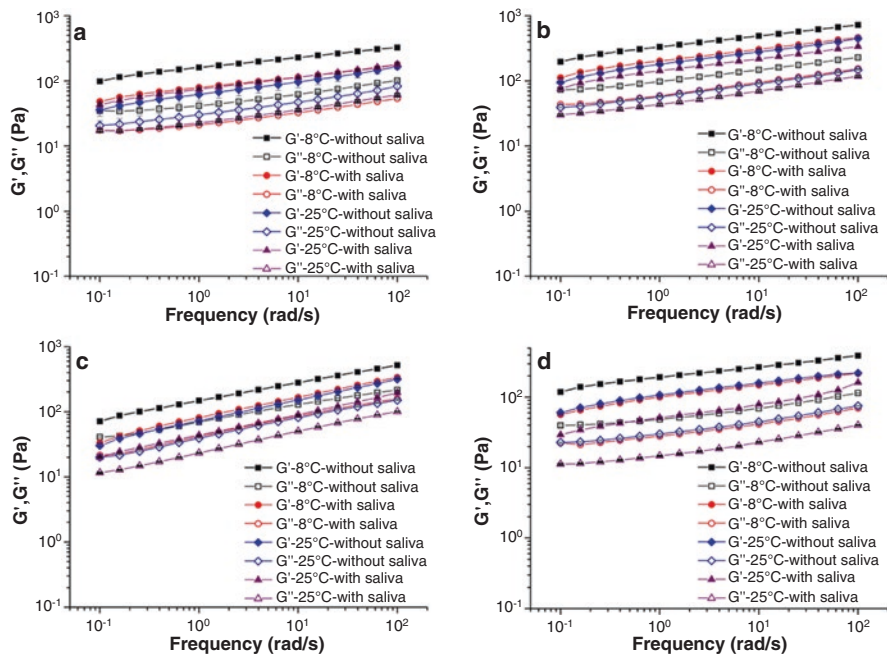 a
10³
10²
10¹
10⁰
10⁻¹
G',G'' (Pa)
G'-8°C-without saliva
G''-8°C-without saliva
G'-8°C-with saliva
G''-8°C-with saliva
G'-25°C-without saliva
G''-25°C-without saliva
G'-25°C-with saliva
G''-25°C-with saliva
10⁻¹ 10⁰ 10¹ 10²
Frequency (rad/s)
b
10³
10²
10¹
10⁰
10⁻¹
G',G'' (Pa)
G'-8°C-without saliva
G''-8°C-without saliva
G'-8°C-with saliva
G''-8°C-with saliva
G'-25°C-without saliva
G''-25°C-without saliva
G'-25°C-with saliva
G''-25°C-with saliva
10⁻¹ 10⁰ 10¹ 10²
Frequency (rad/s)
c
10³
10²
10¹
10⁰
10⁻¹
G',G'' (Pa)
G'-8°C-without saliva
G''-8°C-without saliva
G'-8°C-with saliva
G''-8°C-with saliva
G'-25°C-without saliva
G''-25°C-without saliva
G'-25°C-with saliva
G''-25°C-with saliva
10⁻¹ 10⁰ 10¹ 10²
Frequency (rad/s)
d
10²
10¹
10⁰
10⁻¹
G',G'' (Pa)
G'-8°C-without saliva
G''-8°C-without saliva
G'-8°C-with saliva
G''-8°C-with saliva
G'-25°C-without saliva
G''-25°C-without saliva
G'-25°C-with saliva
G''-25°C-with saliva
10⁻¹ 10⁰ 10¹ 10²
Frequency (rad/s)